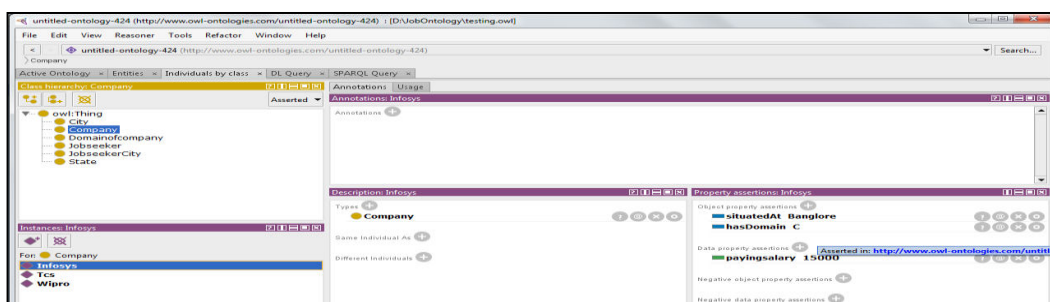 untitled-ontology-424 (http://www.owl-ontologies.com/untitled-ontology-424) : [D:\JobOntology\testing.owl]
File Edit View Reasoner Tools Refactor Window Help
< untitled-ontology-424 (http://www.owl-ontologies.com/untitled-ontology-424) Search...
Company
Active Ontology × Entities × Individuals by class × DL Query × SPARQL Query ×
Class hierarchy: Company
Asserted
owl:Thing
City
Company
Domainofcompany
Jobseeker
JobseekerCity
State
Instances: Infosys
For: Company
Infosys
Tcs
Wipro
Annotations Usage
Annotations: Infosys
Annotations
Description: Infosys
Types
Company
Same Individual As
Different Individuals
Property assertions: Infosys
Object property assertions
situatedAt Banglore
hasDomain C
Data property assertions
Asserted in: http://www.owl-ontologies.com/untitl
payingsalary 15000
Negative object property assertions
Negative data property assertions